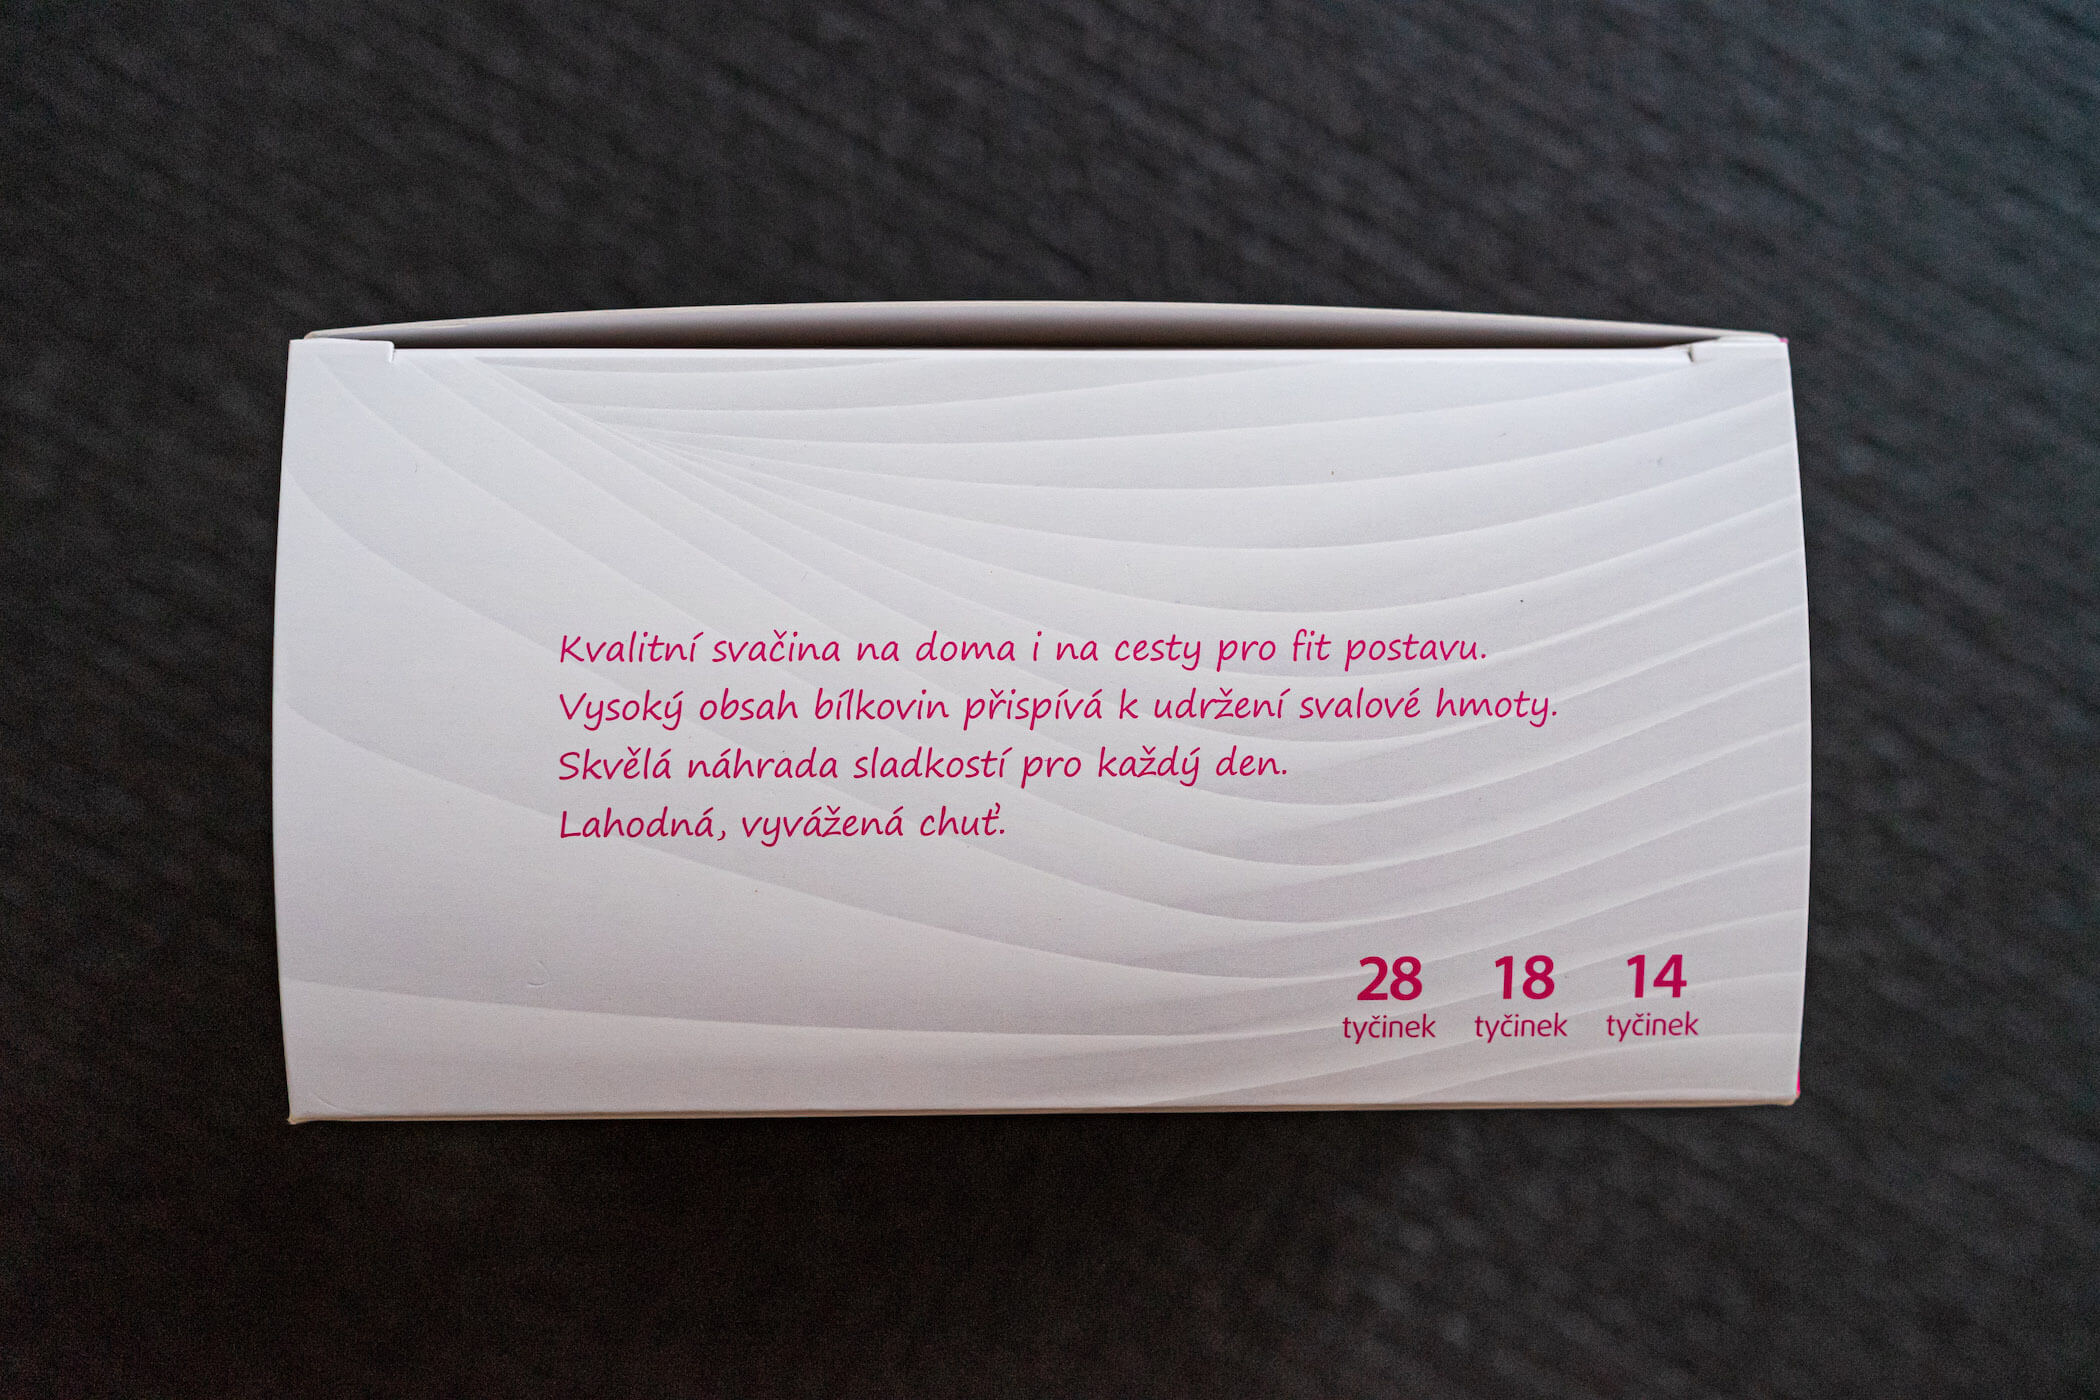 Kvalitní svačina na doma i na cesty pro fit postavu.
Vysoký obsah bílkovin přispívá k udržení svalové hmoty.
Skvělá náhrada sladkostí pro každý den.
Lahodná, vyvážená chuť.
28 18 14
tyčinek tyčinek tyčinek